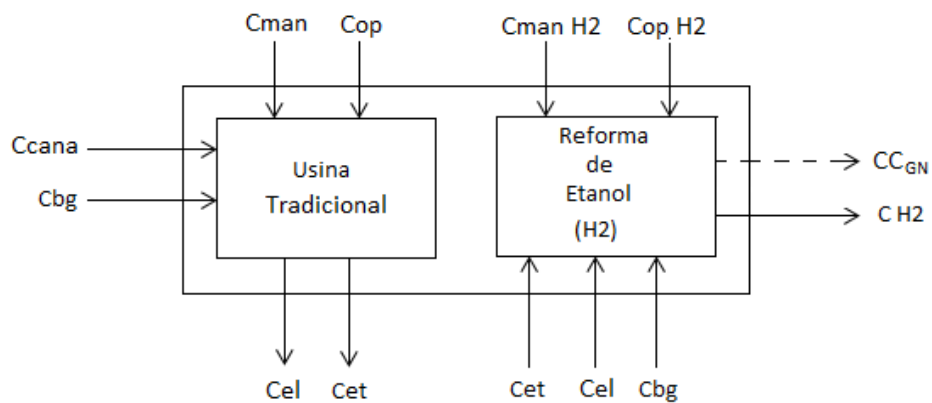 Cman Cop Cman H2 Cop H2
Ccana
Cbg
Usina
Tradicional
Reforma
de
Etanol
(H2)
CC_GN
C H2
Cel Cet Cet Cel Cbg